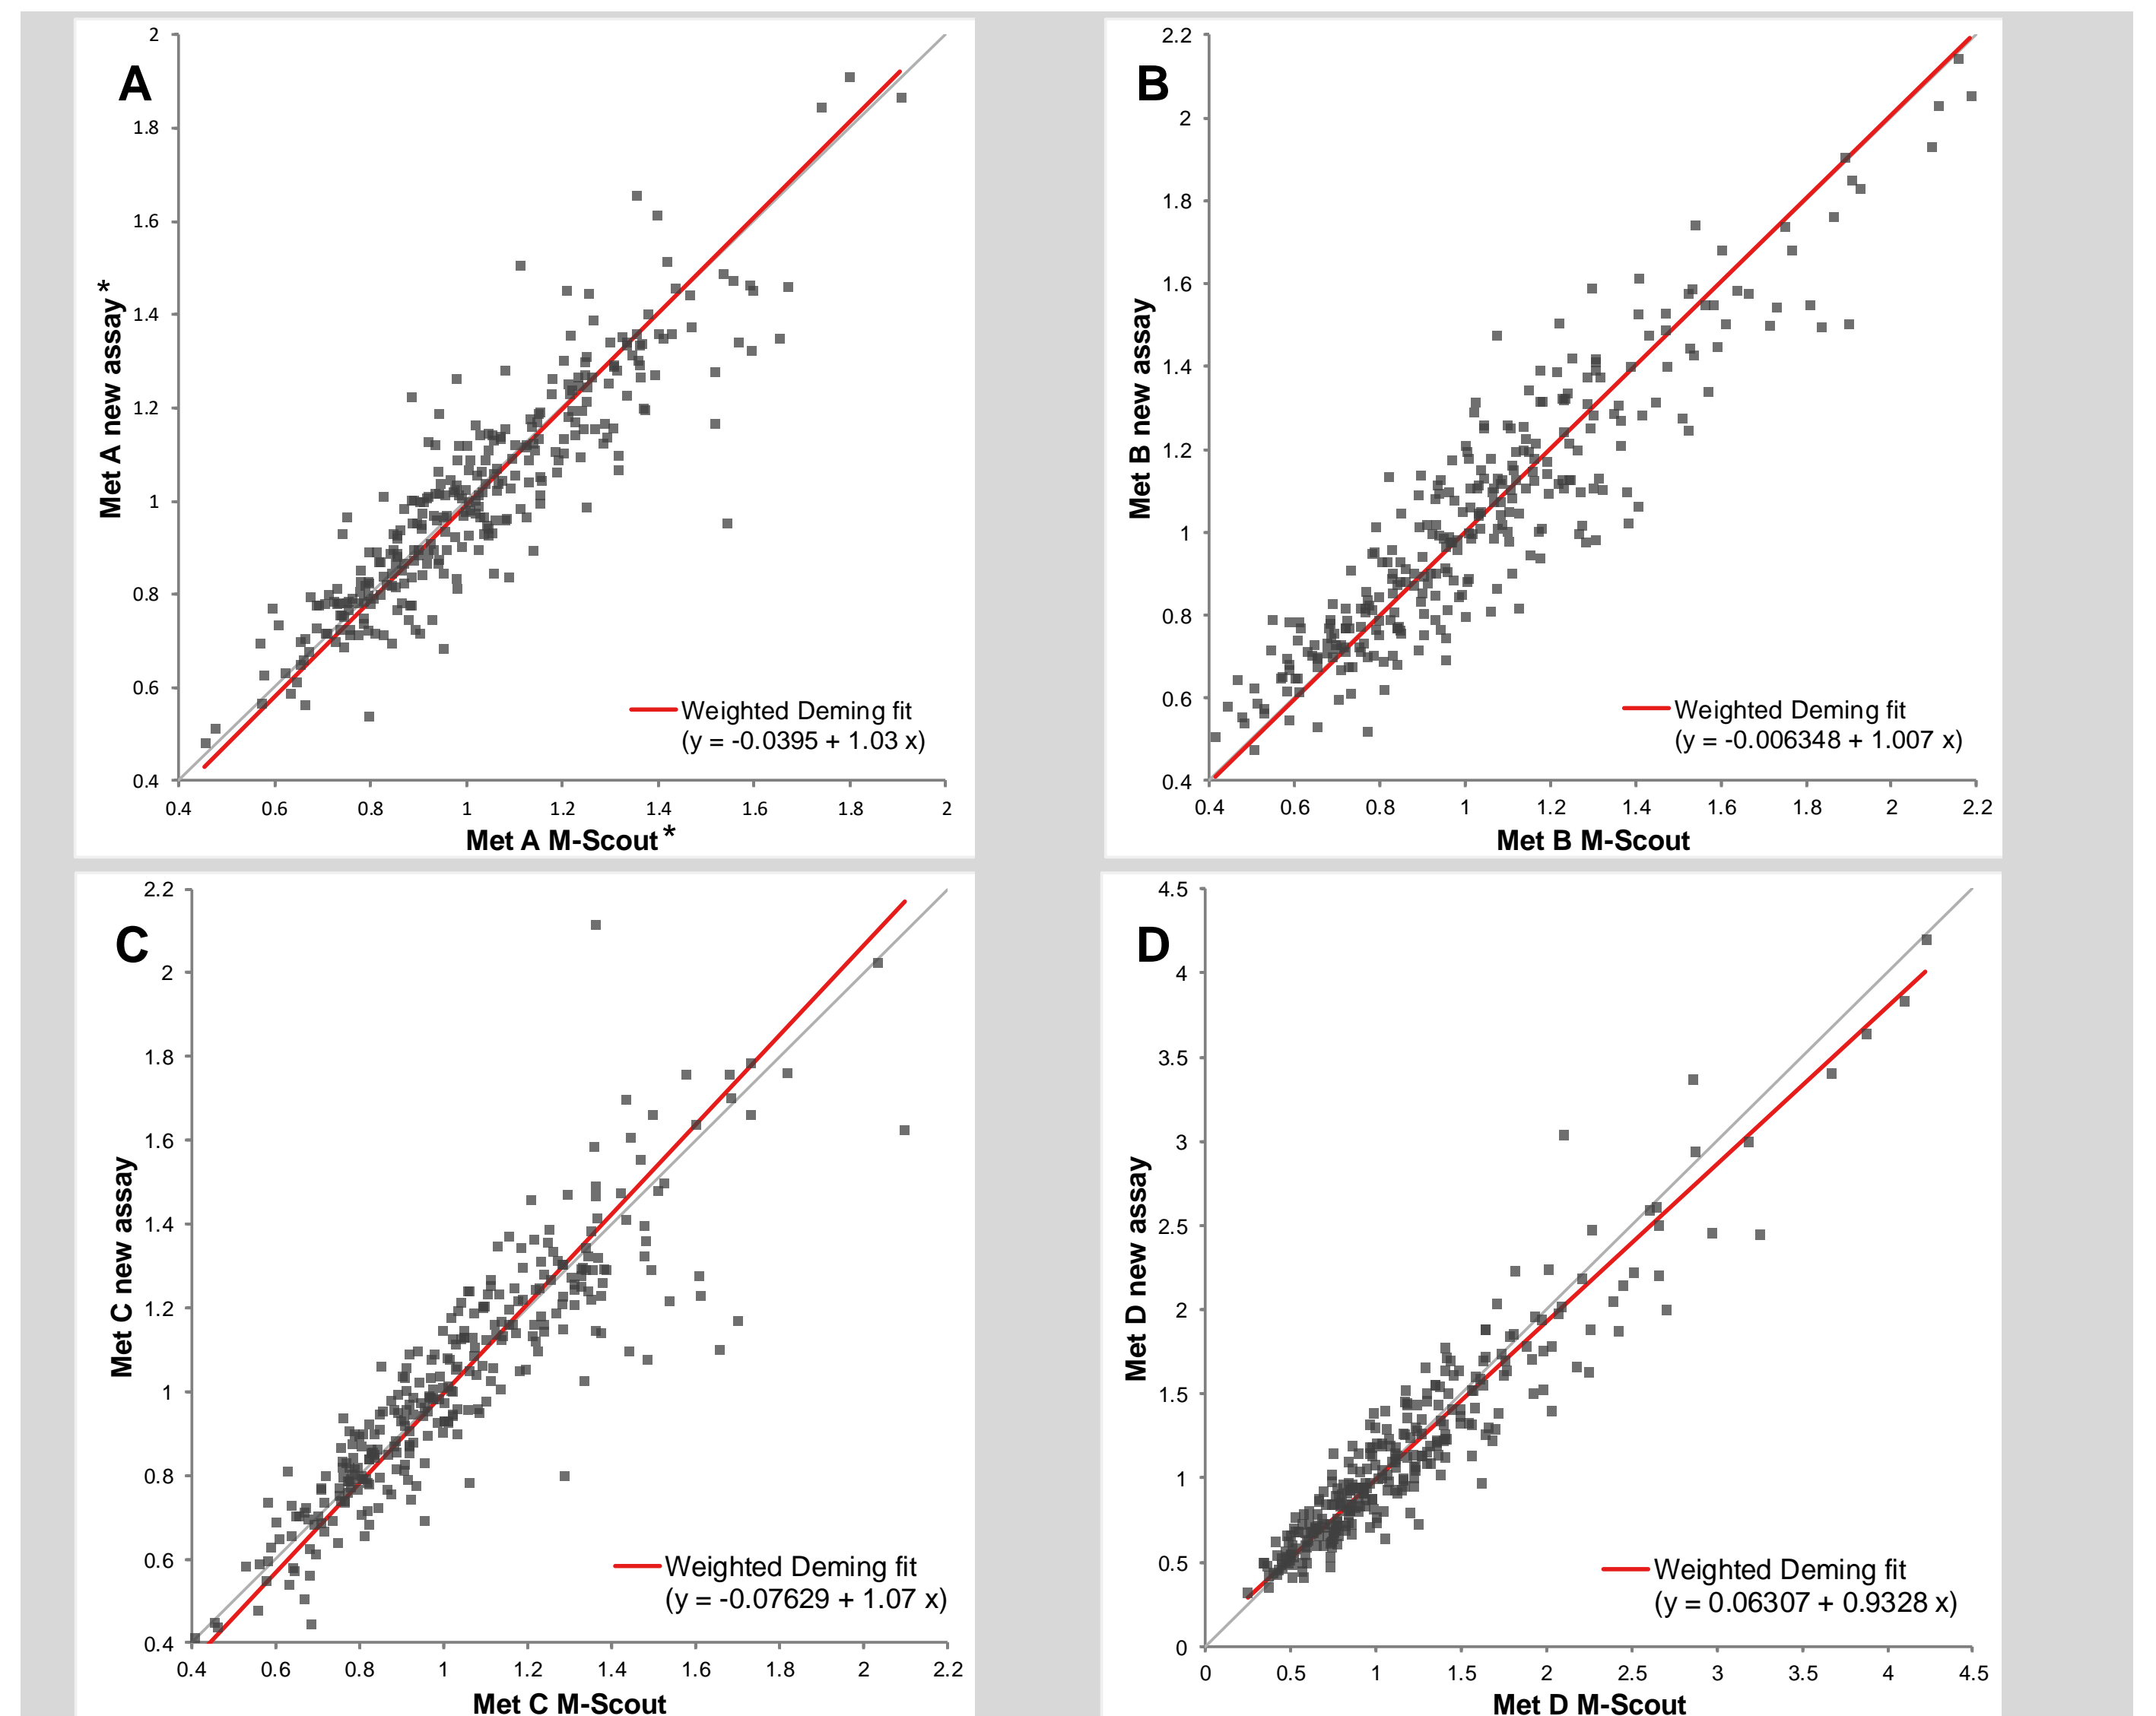 A
2
1.8
1.6
1.4
1.2
1
0.8
0.6
0.4
Met A new assay*
Weighted Deming fit
(y = -0.0395 + 1.03 x)
0.4 0.6 0.8 1 1.2 1.4 1.6 1.8 2
Met A M-Scout*
B
2.2
2
1.8
1.6
1.4
1.2
1
0.8
0.6
0.4
Met B new assay
Weighted Deming fit
(y = -0.006348 + 1.007 x)
0.4 0.6 0.8 1 1.2 1.4 1.6 1.8 2 2.2
Met B M-Scout
C
2.2
2
1.8
1.6
1.4
1.2
1
0.8
0.6
0.4
Met C new assay
Weighted Deming fit
(y = -0.07629 + 1.07 x)
0.4 0.6 0.8 1 1.2 1.4 1.6 1.8 2 2.2
Met C M-Scout
D
4.5
4
3.5
3
2.5
2
1.5
1
0.5
0
Met D new assay
Weighted Deming fit
(y = 0.06307 + 0.9328 x)
0 0.5 1 1.5 2 2.5 3 3.5 4 4.5
Met D M-Scout